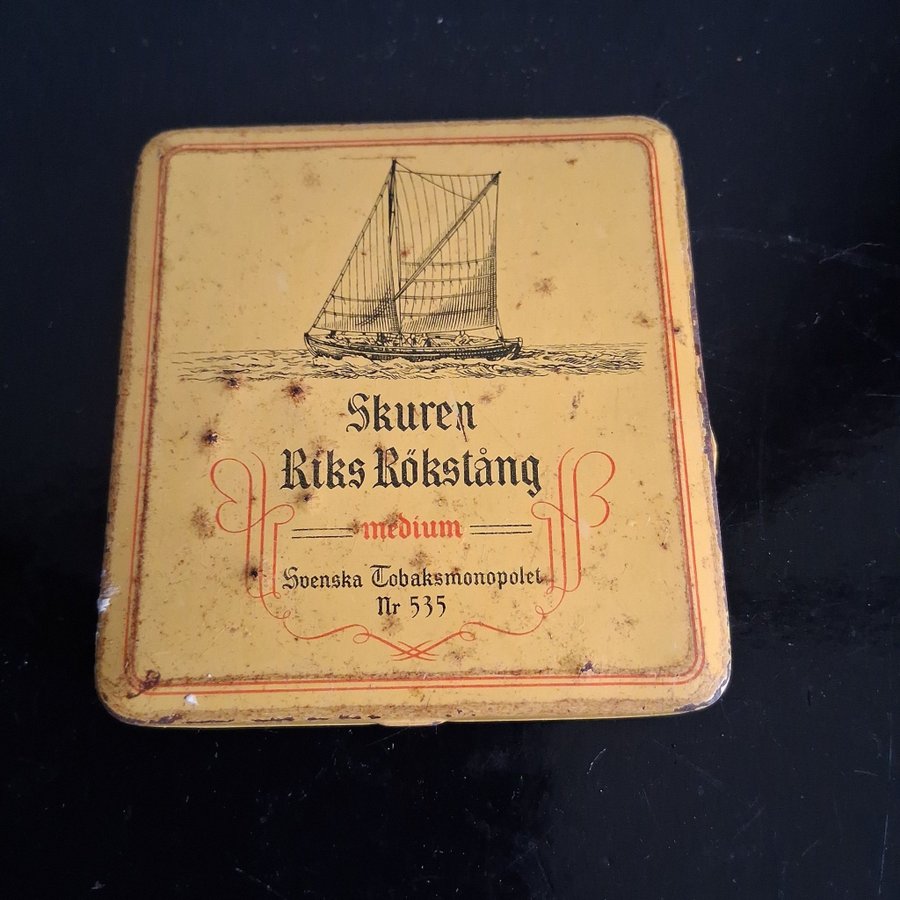 Skuren
Riks Rökstång
medium
Svenska Tobaksmonopolet
Nr 535